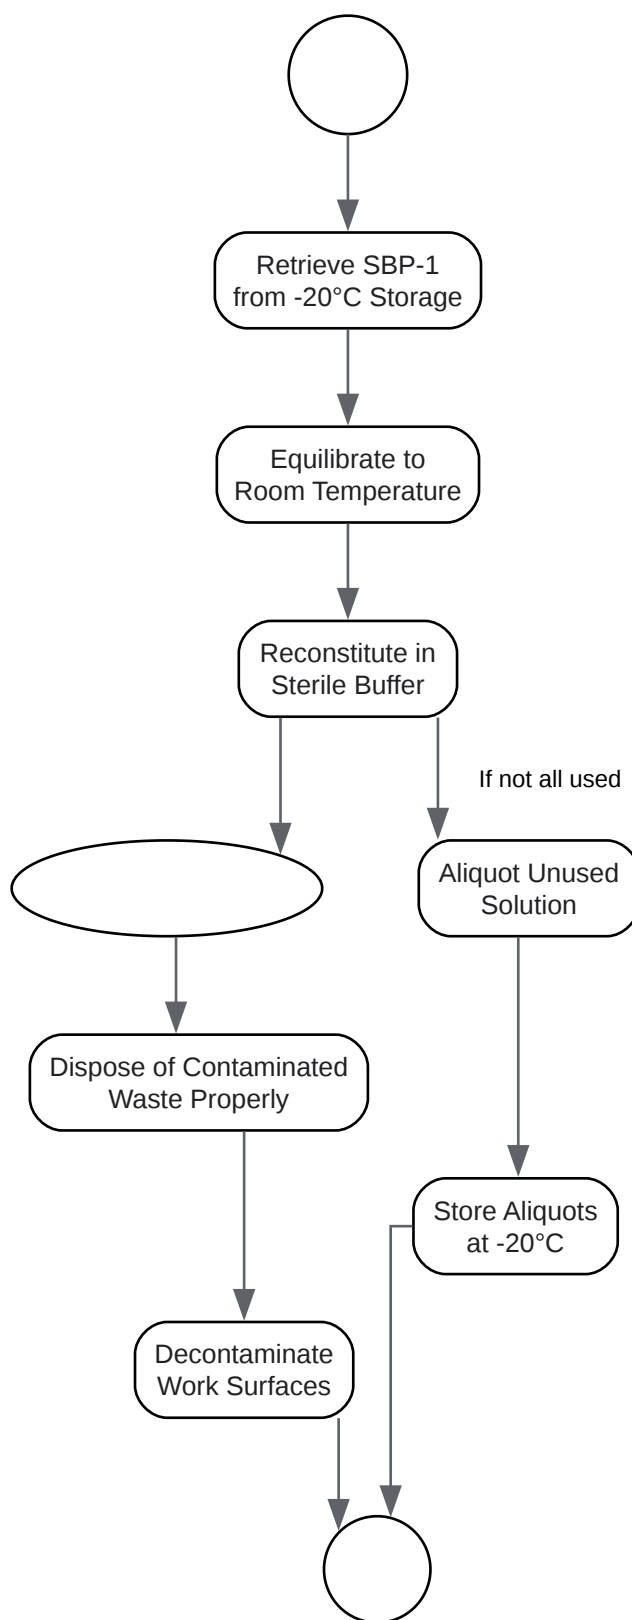 Retrieve SBP-1
from -20°C Storage
Equilibrate to
Room Temperature
Reconstitute in
Sterile Buffer
If not all used
Aliquot Unused
Solution
Dispose of Contaminated
Waste Properly
Store Aliquots
at -20°C
Decontaminate
Work Surfaces